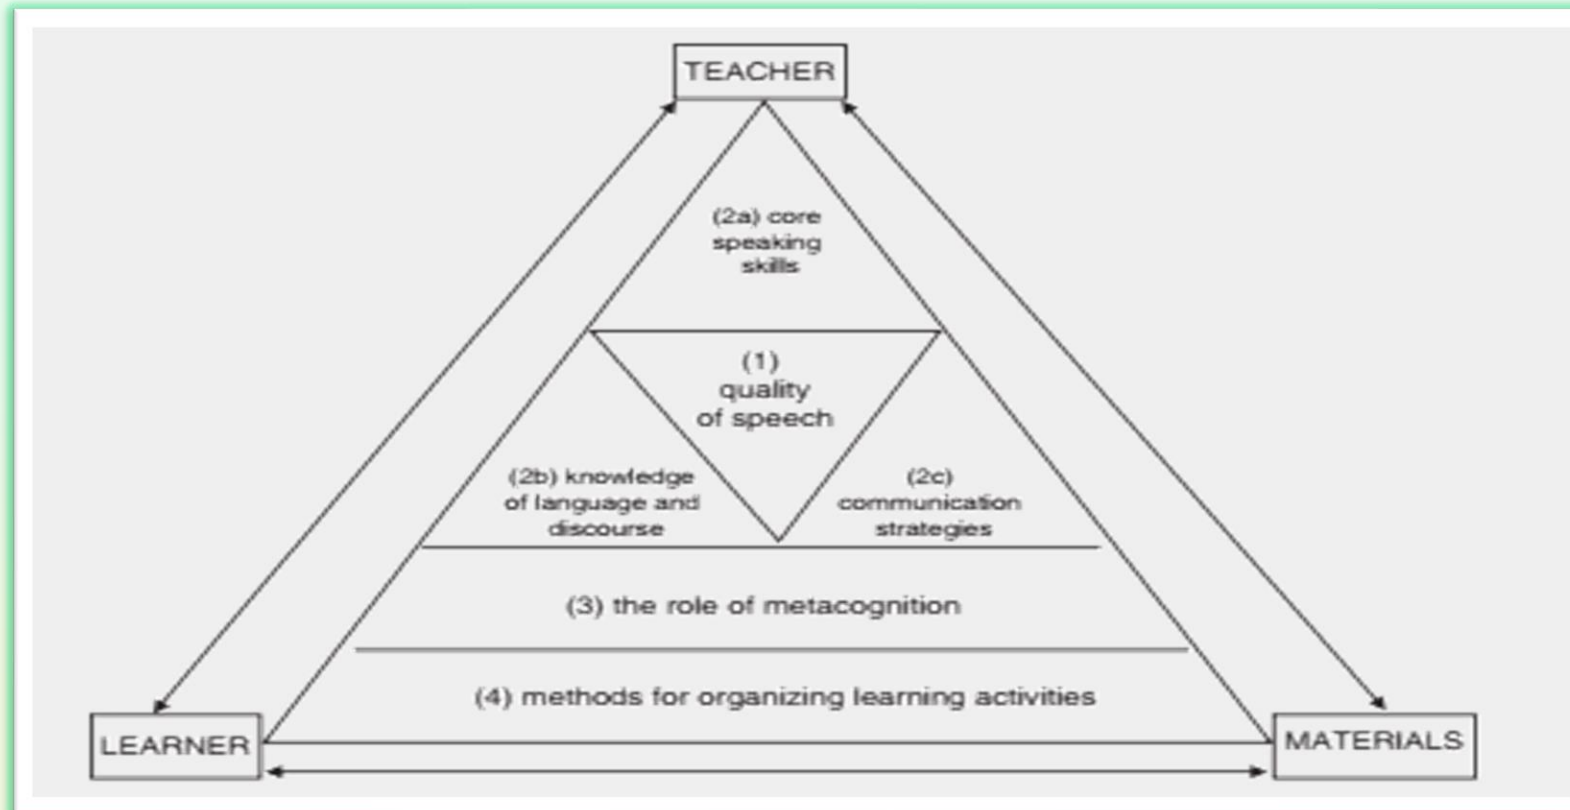 TEACHER
(2a) core
speaking
skills
(1)
quality
of speech
(2b) knowledge
of language and
discourse
(2c)
communication
strategies
(3) the role of metacognition
(4) methods for organizing learning activities
LEARNER
MATERIALS